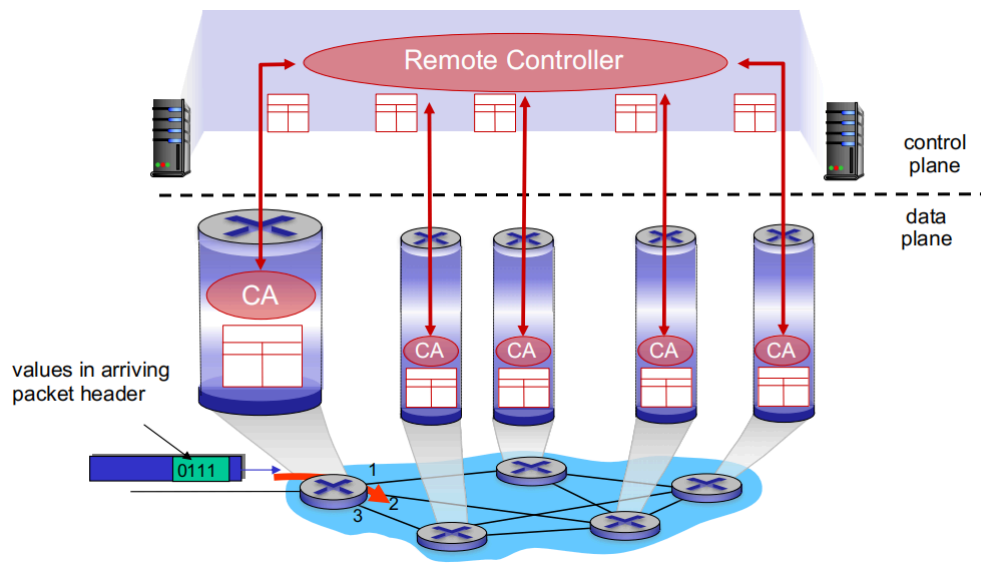 Remote Controller
control
plane
data
plane
CA
CA
CA
CA
CA
values in arriving
packet header
0111
1
2
3